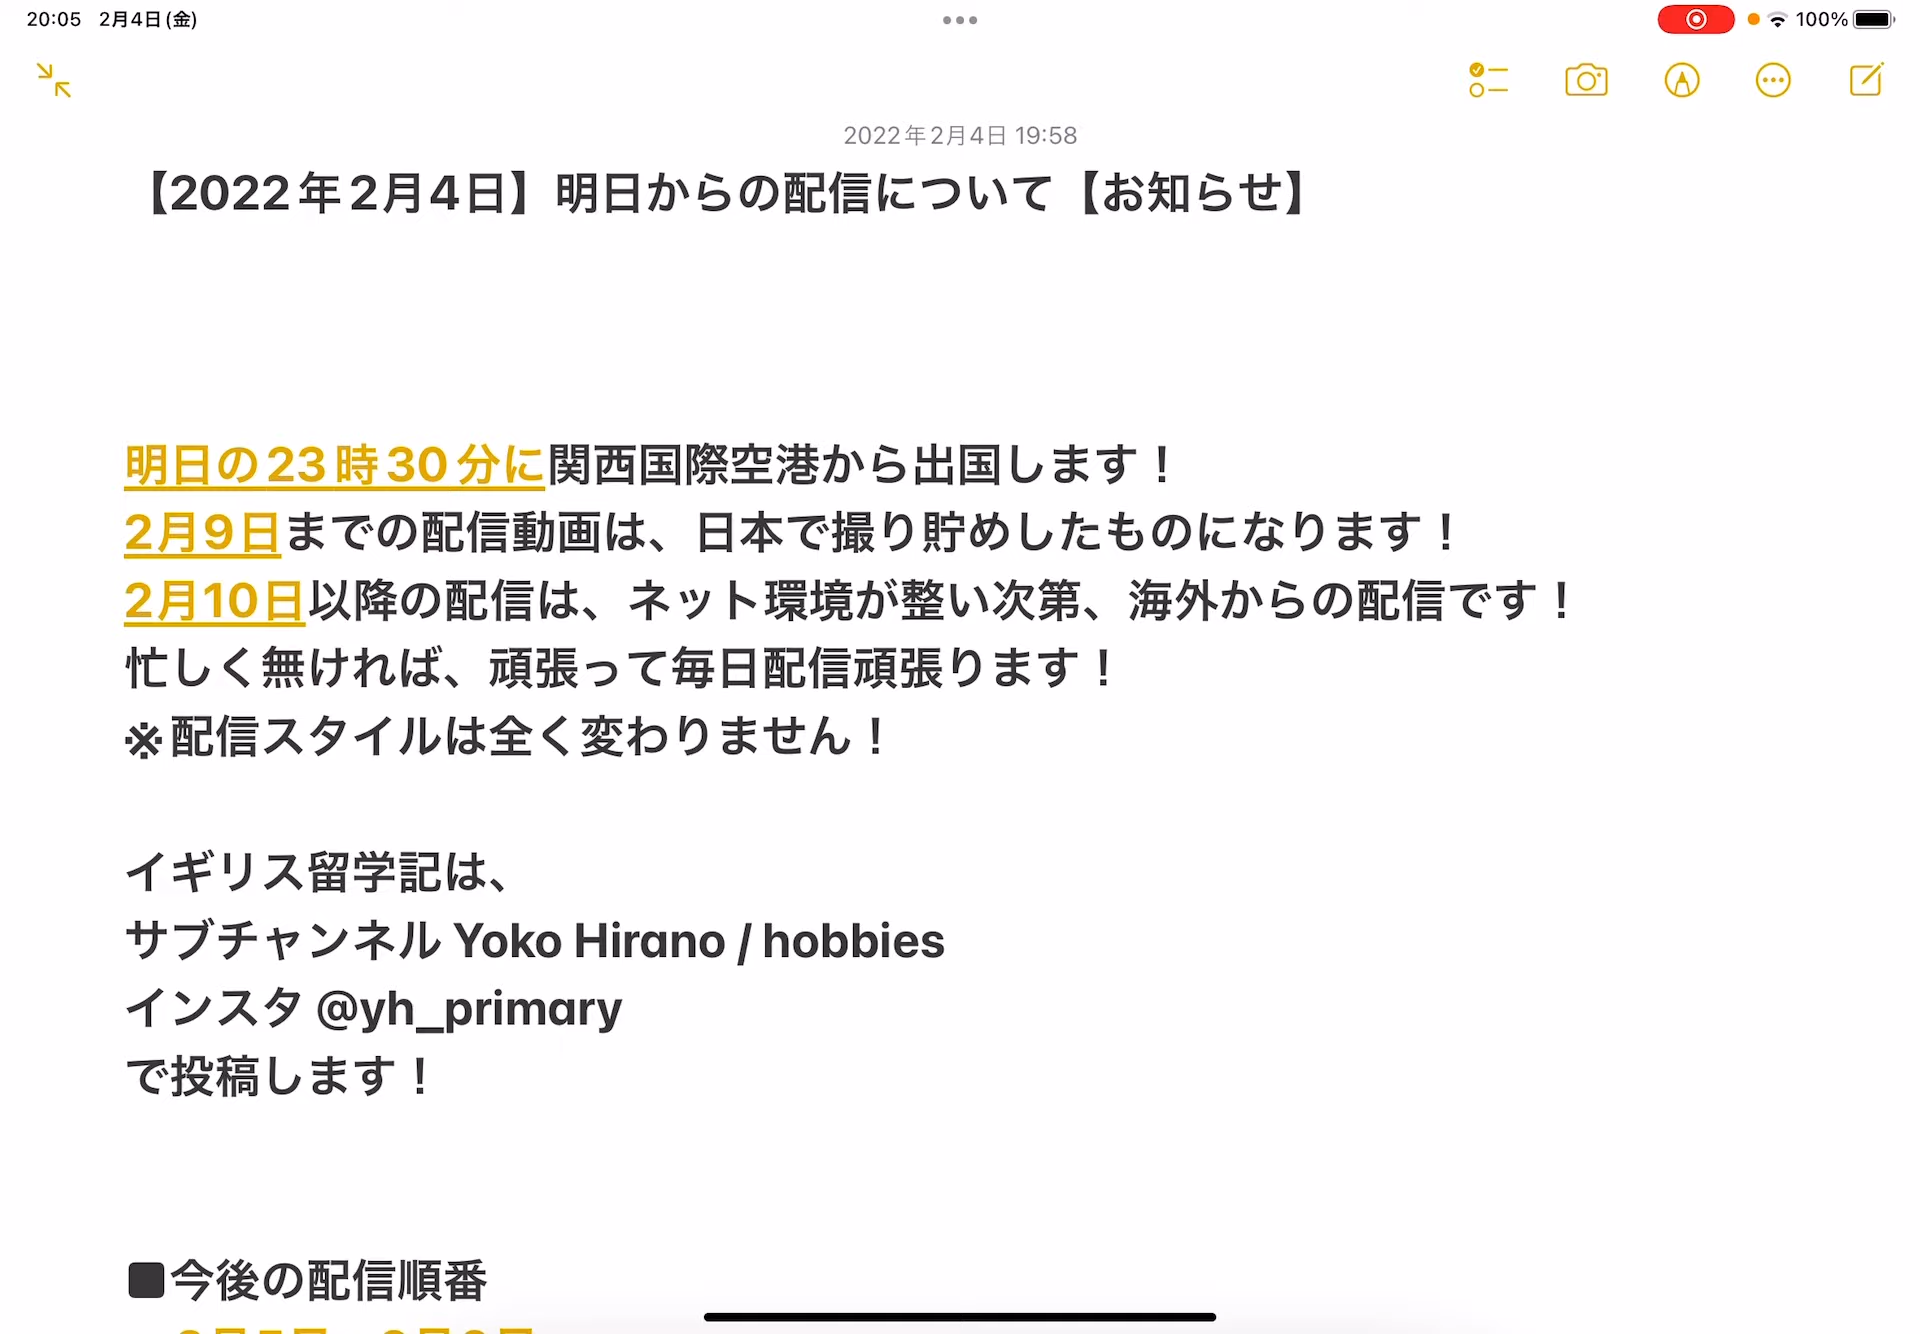 20:05 2月4日(金)
100%
2022年2月4日 19:58
【2022年2月4日】明日からの配信について【お知らせ】
明日の23時30分に関西国際空港から出国します！
2月9日までの配信動画は、日本で撮り貯めしたものになります！
2月10日以降の配信は、ネット環境が整い次第、海外からの配信です！
忙しく無ければ、頑張って毎日配信頑張ります！
※配信スタイルは全く変わりません！
イギリス留学記は、
サブチャンネル Yoko Hirano / hobbies
インスタ @yh_primary
で投稿します！
■今後の配信順番